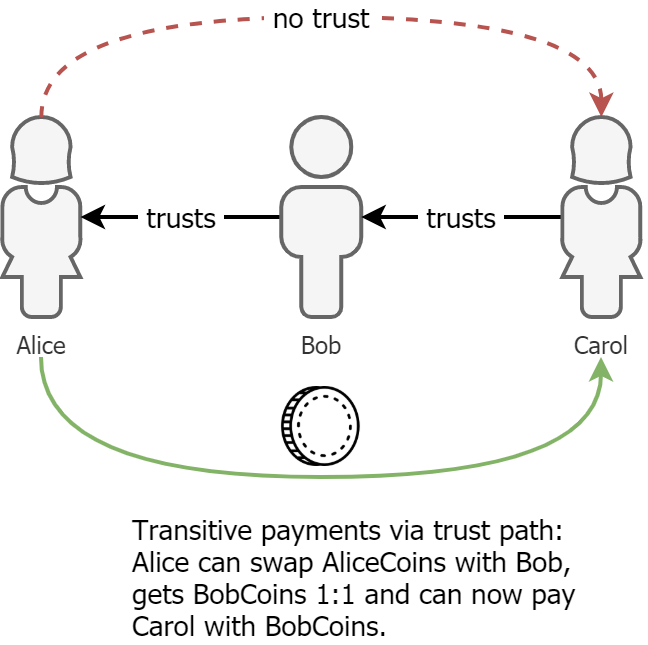 no trust
trusts
trusts
Alice
Bob
Carol
Transitive payments via trust path:
Alice can swap AliceCoins with Bob,
gets BobCoins 1:1 and can now pay
Carol with BobCoins.